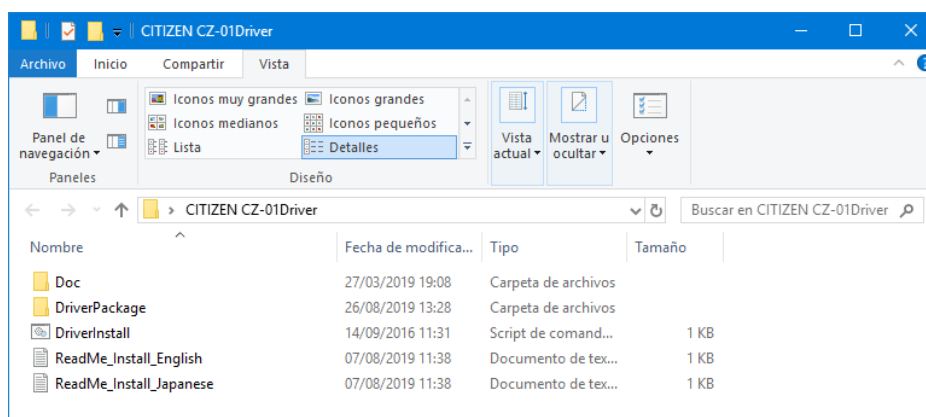 CITIZEN CZ-01Driver
Archivo Inicio Compartir Vista
Iconos muy grandes Iconos grandes
Iconos medianos Iconos pequeños
Lista Detalles
Panel de navegación
Vista actual
Mostrar u ocultar
Opciones
Paneles Diseño
CITIZEN CZ-01Driver Buscar en CITIZEN CZ-01Driver
Nombre Fecha de modifica... Tipo Tamaño
Doc 27/03/2019 19:08 Carpeta de archivos
DriverPackage 26/08/2019 13:28 Carpeta de archivos
DriverInstall 14/09/2016 11:31 Script de comand... 1 KB
ReadMe_Install_English 07/08/2019 11:38 Documento de tex... 1 KB
ReadMe_Install_Japanese 07/08/2019 11:38 Documento de tex... 1 KB